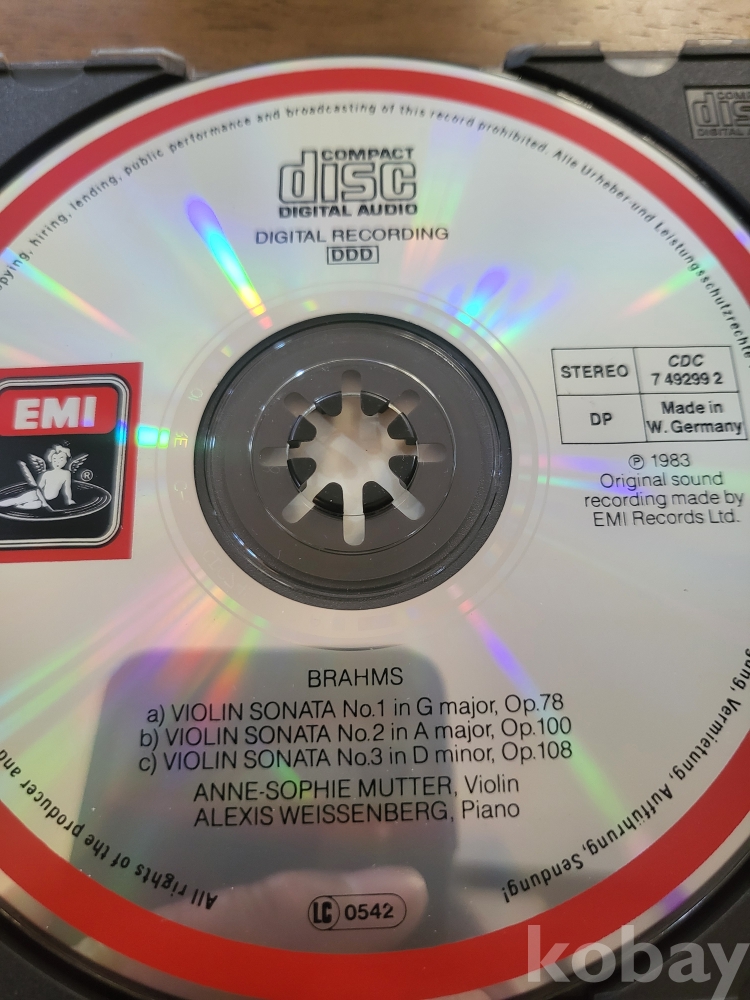 opying, hiring, lending, public performance and broadcasting of this record prohibited. Alle Urheber-und Leistungsschutzrechte
COMPACT
disc
DIGITAL AUDIO
DIGITAL RECORDING
DDD
EMI
®
STEREO
CDC
7 49299 2
DP
Made in
W. Germany
℗ 1983
Original sound
recording made by
EMI Records Ltd.
BRAHMS
a) VIOLIN SONATA No.1 in G major, Op.78
b) VIOLIN SONATA No.2 in A major, Op.100
c) VIOLIN SONATA No.3 in D minor, Op.108
ANNE-SOPHIE MUTTER, Violin
ALEXIS WEISSENBERG, Piano
LC 0542
All rights of the producer and
Vermietung, Aufführung, Sendung!
kobay